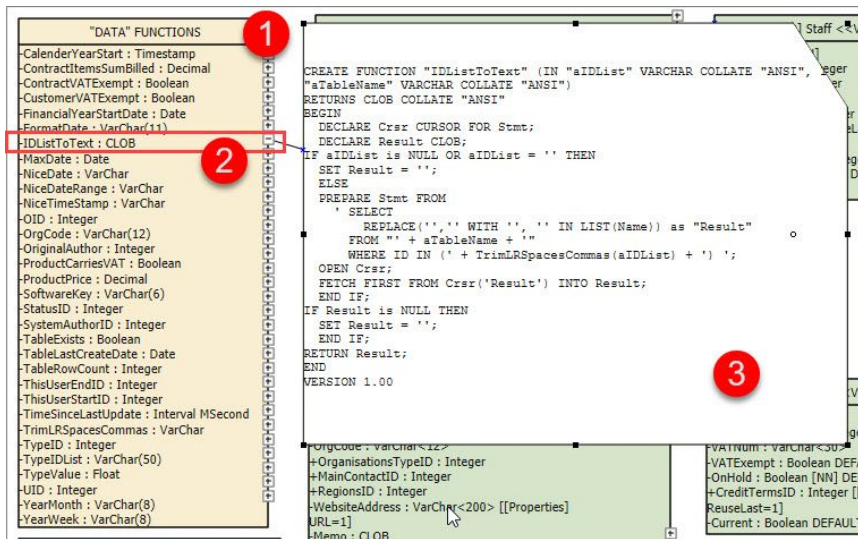 "DATA" FUNCTIONS
1
-CalenderYearStart : Timestamp
-ContractItemsSumBilled : Decimal
-ContractVATExempt : Boolean
-CustomerVATExempt : Boolean
-FinancialYearStartDate : Date
-FormatDate : VarChar(11)
-IDListToText : CLOB
2
-MaxDate : Date
-NiceDate : VarChar
-NiceDateRange : VarChar
-NiceTimeStamp : VarChar
-OID : Integer
-OrgCode : VarChar(12)
-OriginalAuthor : Integer
-ProductCarriesVAT : Boolean
-ProductPrice : Decimal
-SoftwareKey : VarChar(6)
-StatusID : Integer
-SystemAuthorID : Integer
-TableExists : Boolean
-TableLastCreateDate : Date
-TableRowCount : Integer
-ThisUserEndID : Integer
-ThisUserStartID : Integer
-TimeSinceLastUpdate : Interval MSecond
-TrimLRSpacesCommas : VarChar
-TypeID : Integer
-TypeIDList : VarChar(50)
-TypeValue : Float
-UID : Integer
-YearMonth : VarChar(8)
-YearWeek : VarChar(8)
CREATE FUNCTION "IDListToText" (IN "aIDList" VARCHAR COLLATE "ANSI",
"aTableName" VARCHAR COLLATE "ANSI")
RETURNS CLOB COLLATE "ANSI"
BEGIN
DECLARE Crsr CURSOR FOR Stmt;
DECLARE Result CLOB;
IF aIDList is NULL OR aIDList = '' THEN
SET Result = '';
ELSE
PREPARE Stmt FROM
' SELECT
REPLACE('','' WITH '', '' IN LIST(Name)) as "Result"
FROM "' + aTableName + '"
WHERE ID IN (' + TrimLRSpacesCommas(aIDList) + ') ';
OPEN Crsr;
FETCH FIRST FROM Crsr('Result') INTO Result;
END IF;
IF Result is NULL THEN
SET Result = '';
END IF;
RETURN Result;
END
VERSION 1.00
3
] Staff <<V
-OrgCode : VarChar<12>
+OrganisationsTypeID : Integer
+MainContactID : Integer
+RegionsID : Integer
-WebsiteAddress : VarChar<200> [[Properties]
URL=1]
-Memo : CLOB
-VATNum : VarChar<30>
-VATExempt : Boolean DEFA
-OnHold : Boolean [NN] DE
+CreditTermsID : Integer [
ReuseLast=1]
-Current : Boolean DEFAULT